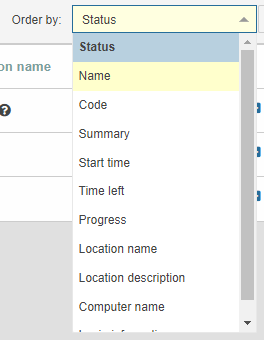 Order by:
Status
Status
on name
Name
Code
Summary
Start time
Time left
Progress
Location name
Location description
Computer name